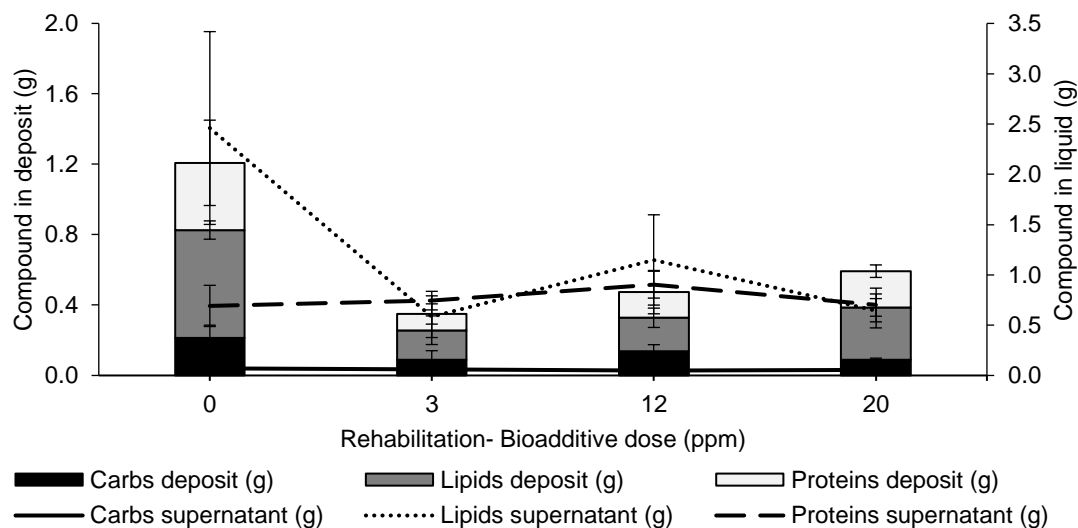 2.0
1.6
1.2
0.8
0.4
0.0
Compound in deposit (g)
3.5
3.0
2.5
2.0
1.5
1.0
0.5
0.0
Compound in liquid (g)
0 3 12 20
Rehabilitation- Bioadditive dose (ppm)
Carbs deposit (g) Lipids deposit (g) Proteins deposit (g)
Carbs supernatant (g) Lipids supernatant (g) Proteins supernatant (g)